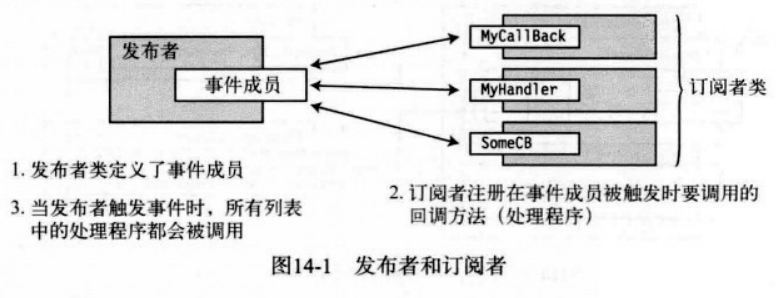 发布者
事件成员
MyCallBack
MyHandler
SomeCB
订阅者类
1. 发布者类定义了事件成员
3. 当发布者触发事件时，所有列表
中的处理程序都会被调用
2. 订阅者注册在事件成员被触发时要调用的
回调方法（处理程序）
图14-1 发布者和订阅者